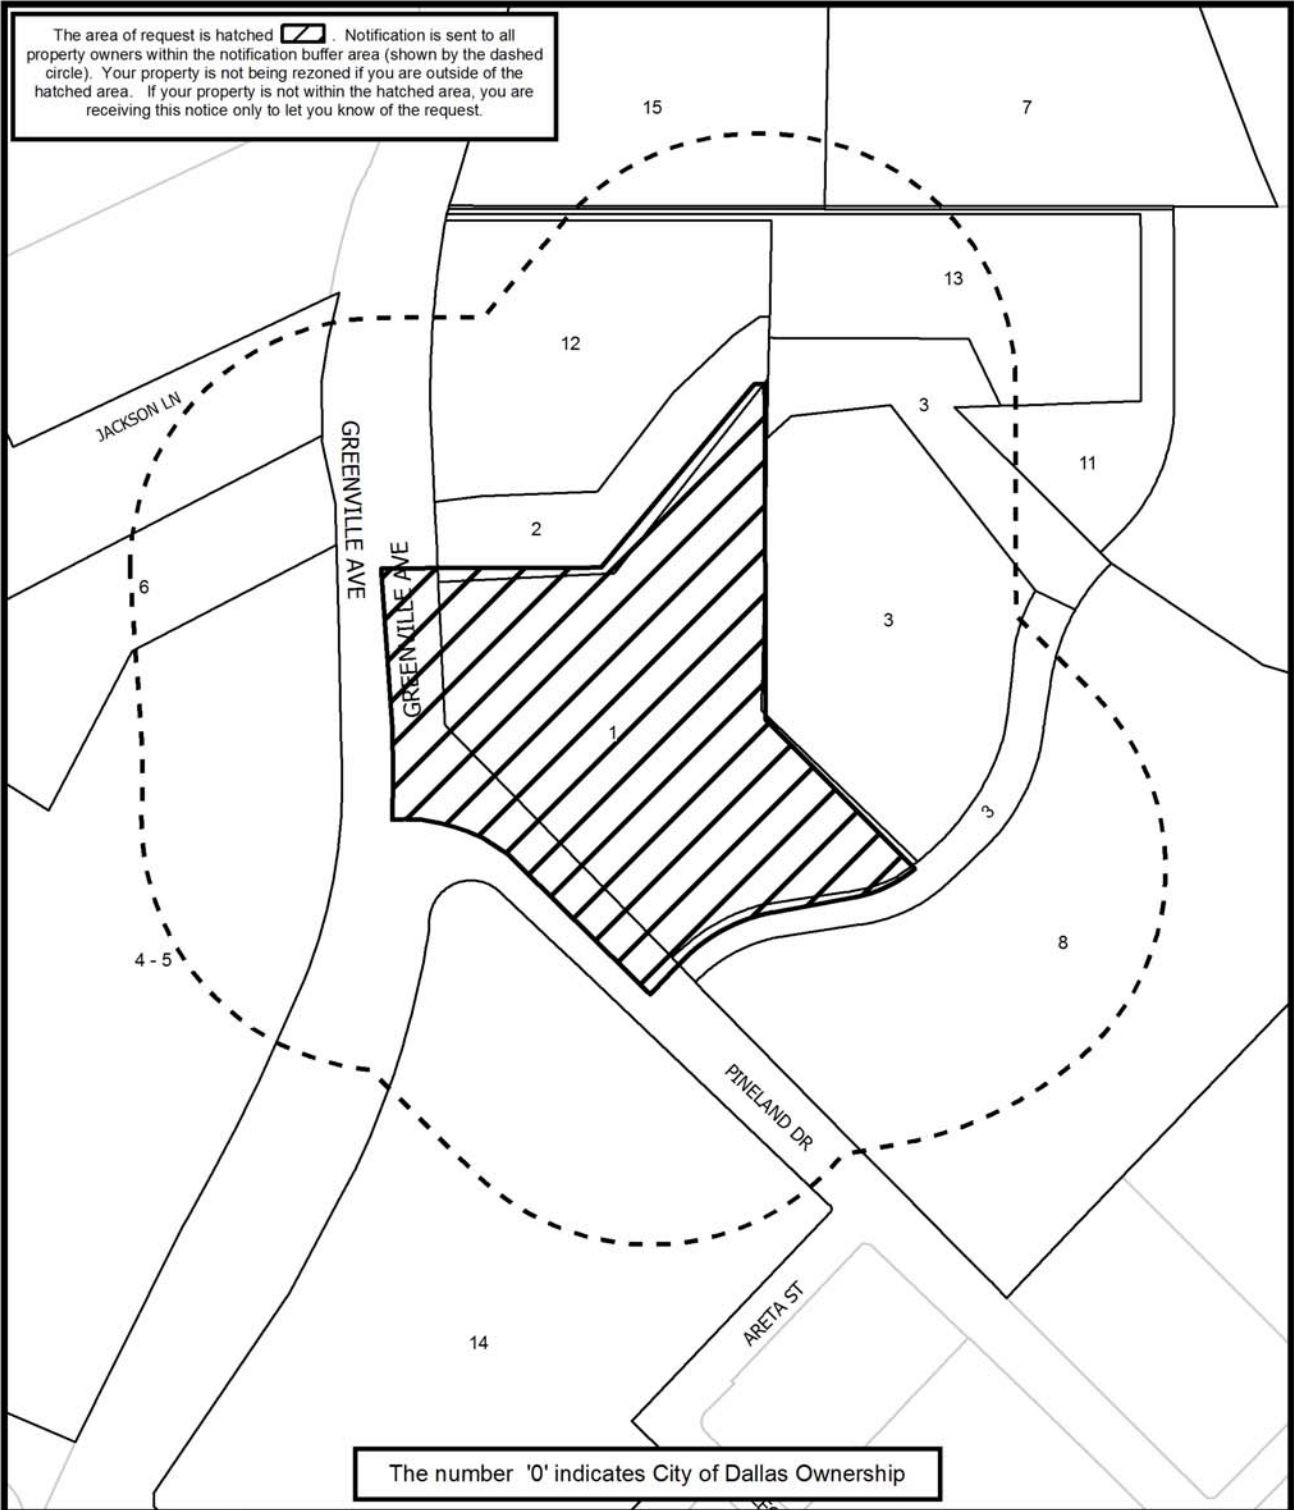 The area of request is hatched . Notification is sent to all
property owners within the notification buffer area (shown by the dashed
circle). Your property is not being rezoned if you are outside of the
hatched area. If your property is not within the hatched area, you are
receiving this notice only to let you know of the request.
15
7
13
12
JACKSON LN
3
GREENVILLE AVE
11
2
GREENVILLE AVE
6
3
1
3
8
4 - 5
PINELAND DR
ARETA ST
14
The number '0' indicates City of Dallas Ownership